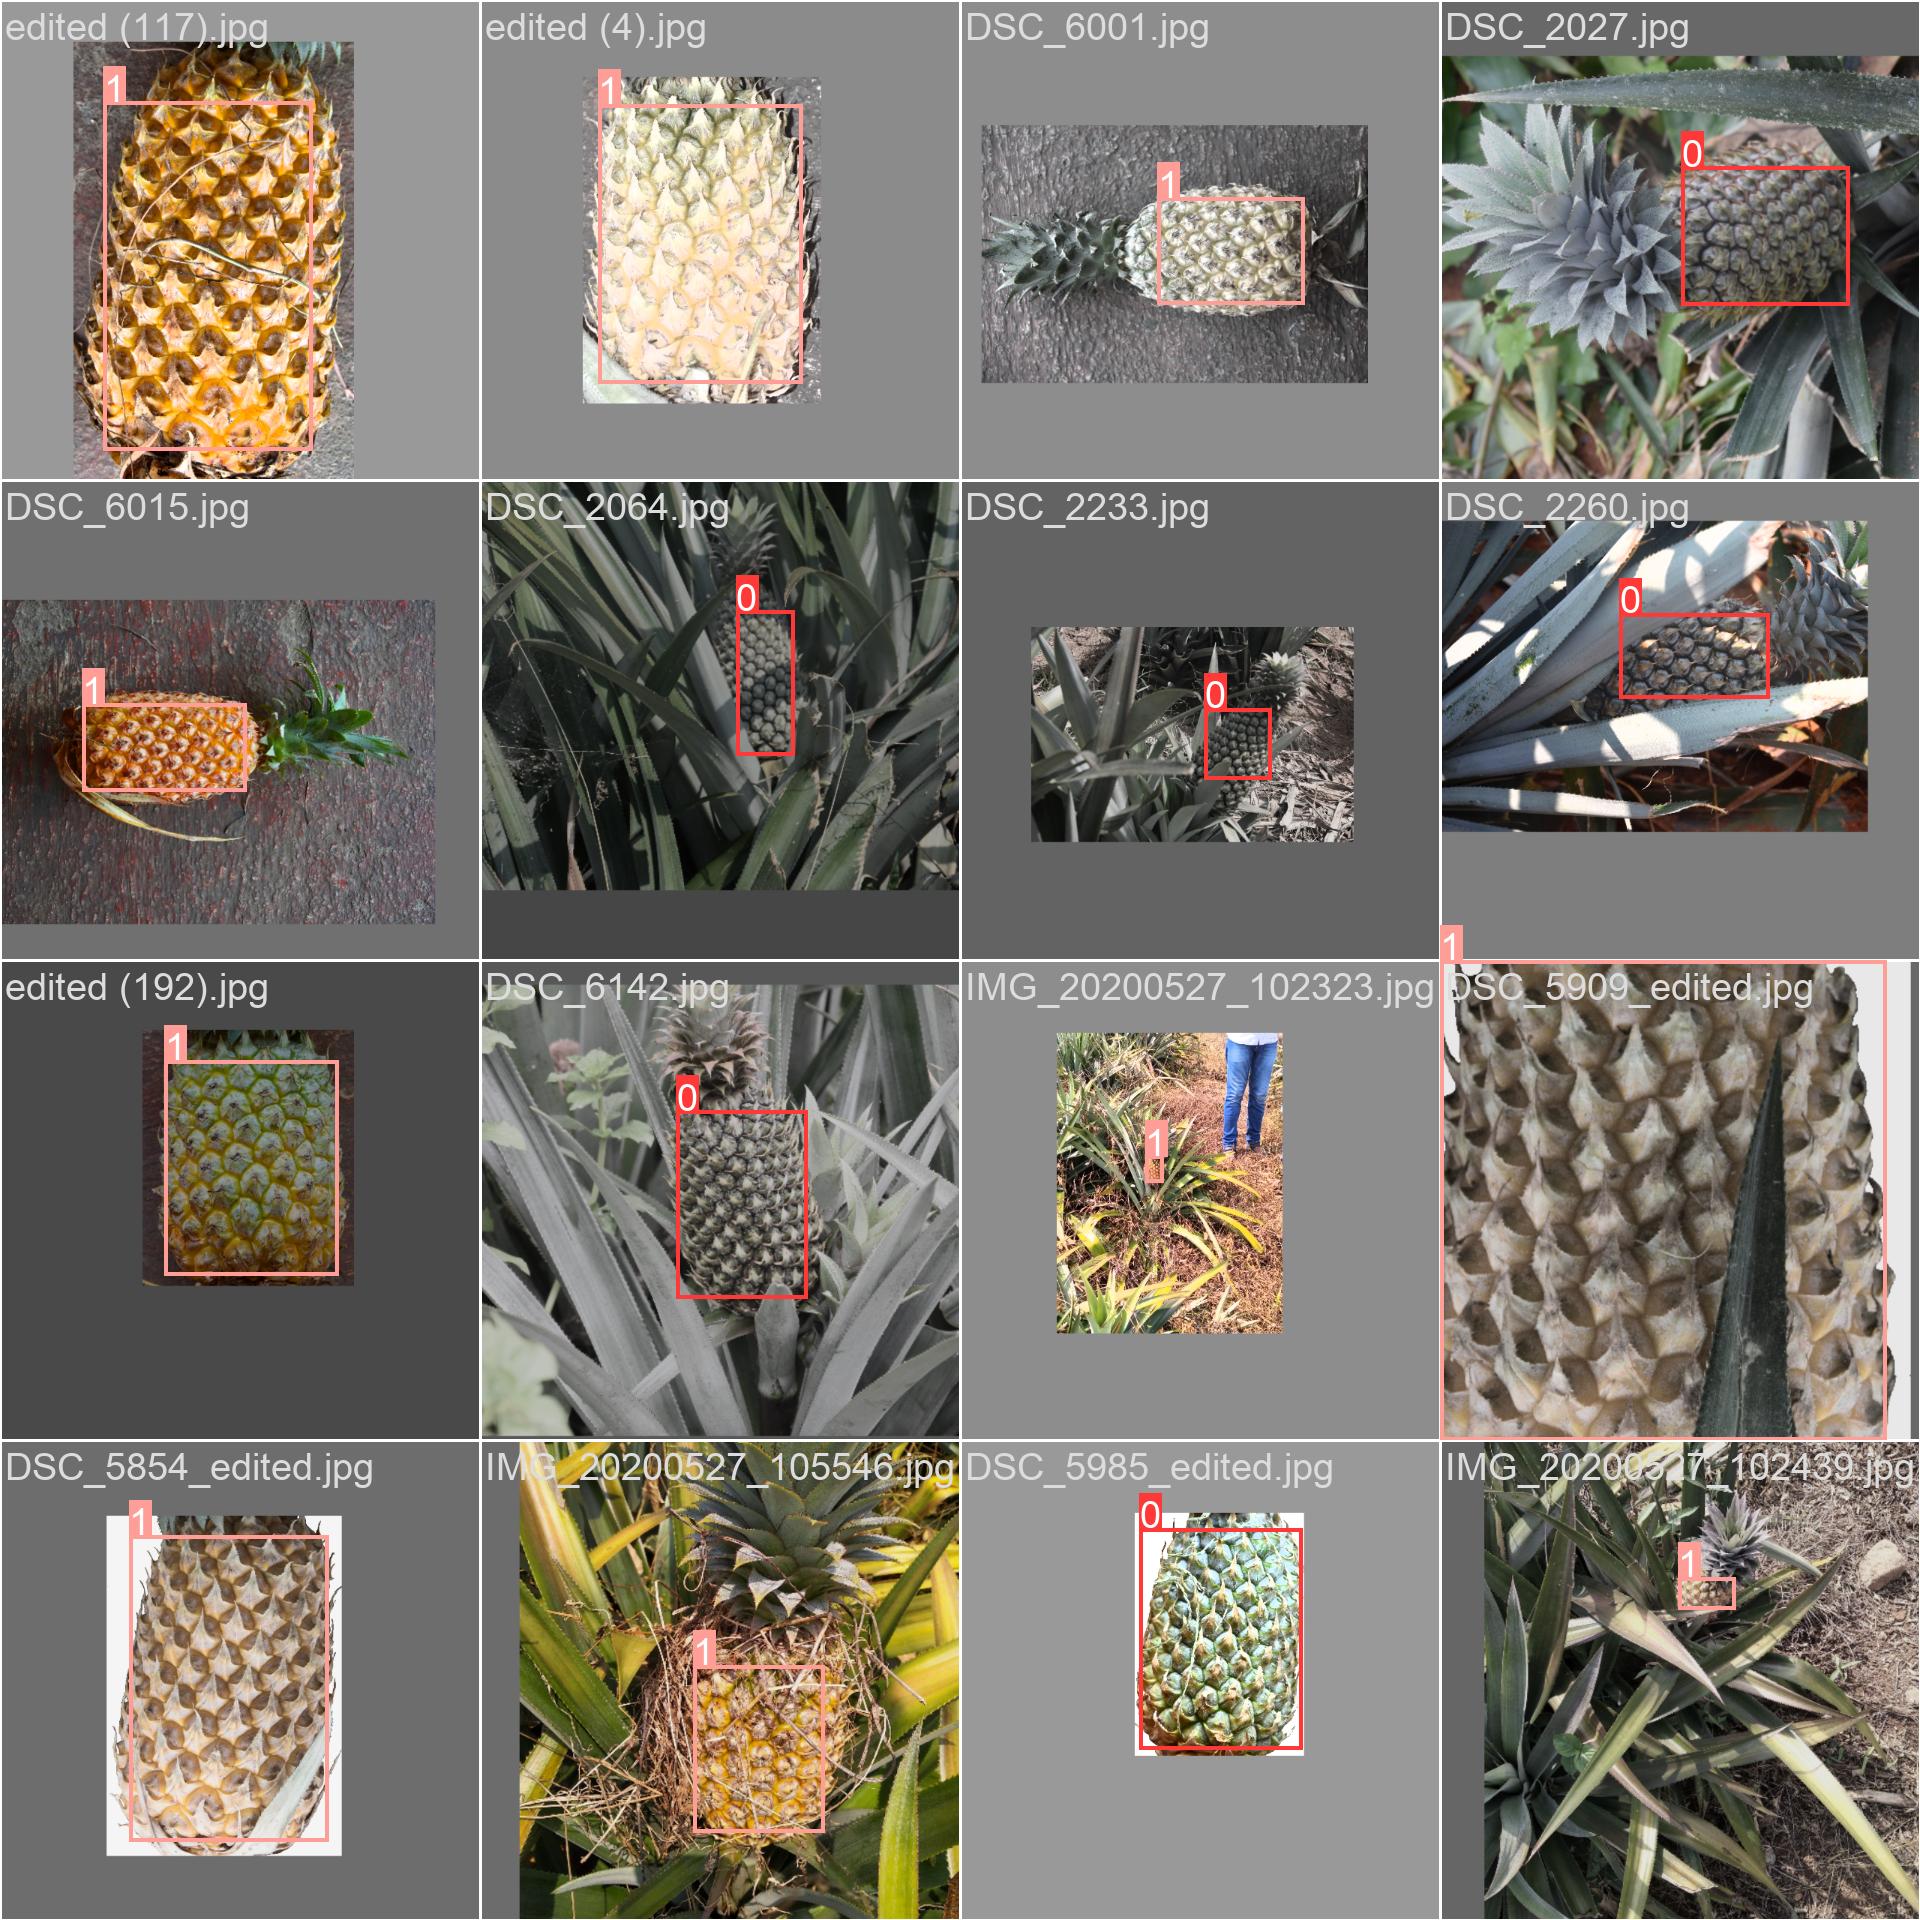 edited (117).jpg
1
edited (4).jpg
1
DSC_6001.jpg
1
DSC_2027.jpg
0
DSC_6015.jpg
1
DSC_2064.jpg
0
DSC_2233.jpg
0
DSC_2260.jpg
0
edited (192).jpg
1
DSC_6142.jpg
0
IMG_20200527_102323.jpg
1
DSC_5909_edited.jpg
1
DSC_5854_edited.jpg
1
IMG_20200527_105546.jpg
1
DSC_5985_edited.jpg
0
IMG_20200527_102439.jpg
1